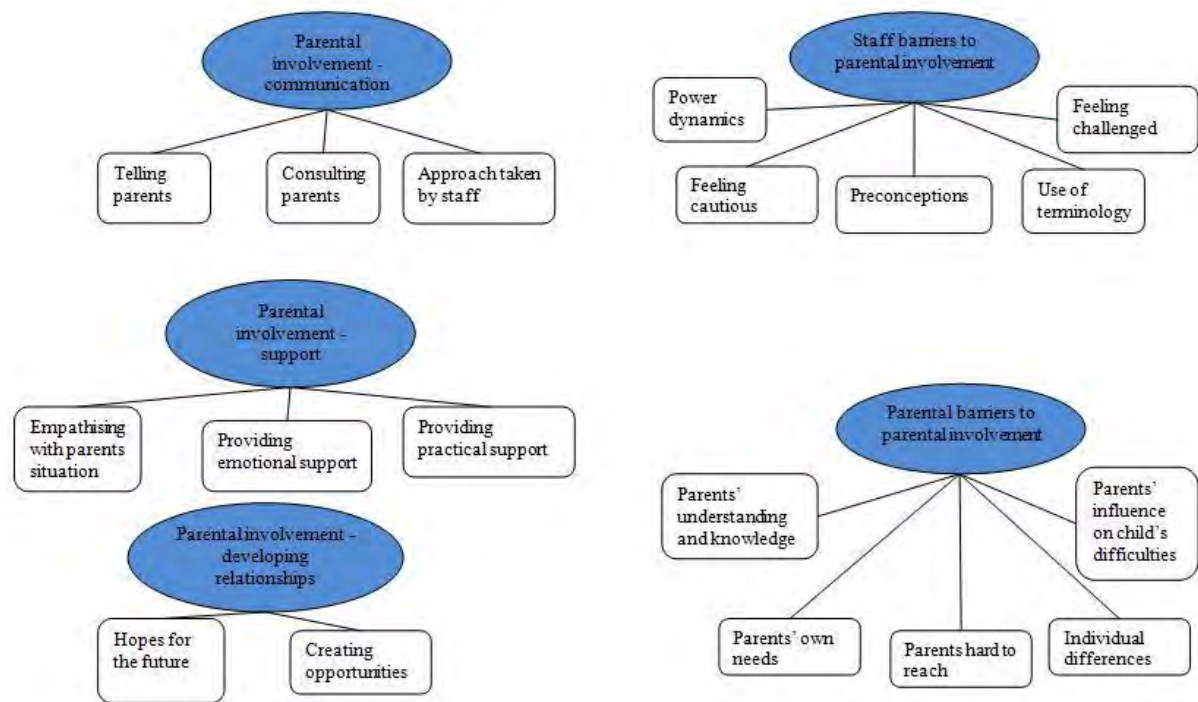 Parental
involvement -
communication
Telling
parents
Consulting
parents
Approach taken
by staff
Staff barriers to
parental involvement
Power
dynamics
Feeling
cautious
Preconceptions
Use of
terminology
Feeling
challenged
Parental
involvement -
support
Empathising
with parents
situation
Providing
emotional support
Providing
practical support
Parental involvement -
developing
relationships
Hopes for
the future
Creating
opportunities
Parental barriers to
parental involvement
Parents’
understanding
and knowledge
Parents’ own
needs
Parents hard to
reach
Individual
differences
Parents’
influence
on child’s
difficulties